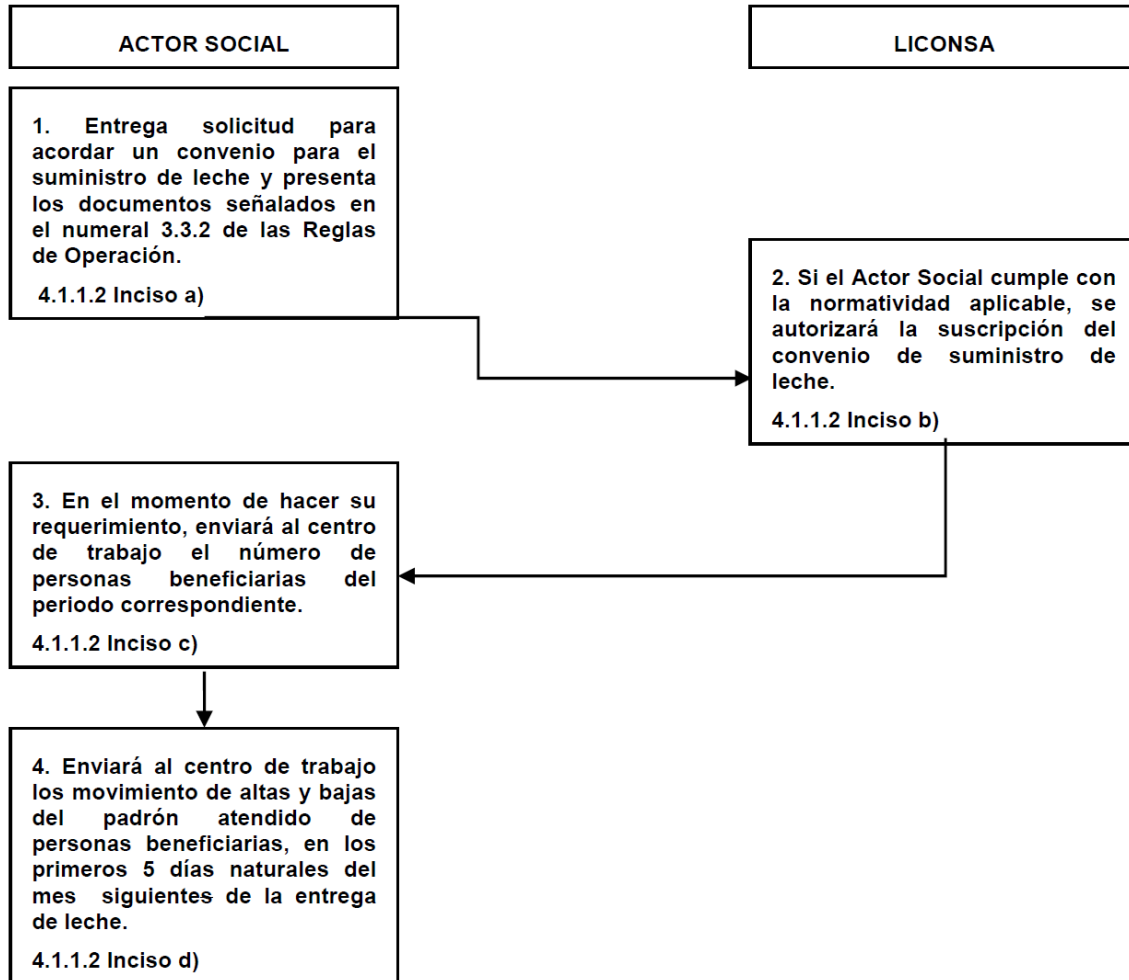 ACTOR SOCIAL
LICONSA
1. Entrega solicitud para
acordar un convenio para el
suministro de leche y presenta
los documentos señalados en
el numeral 3.3.2 de las Reglas
de Operación.
4.1.1.2 Inciso a)
2. Si el Actor Social cumple con
la normatividad aplicable, se
autorizará la suscripción del
convenio de suministro de
leche.
4.1.1.2 Inciso b)
3. En el momento de hacer su
requerimiento, enviará al centro
de trabajo el número de
personas beneficiarias del
periodo correspondiente.
4.1.1.2 Inciso c)
4. Enviará al centro de trabajo
los movimiento de altas y bajas
del padrón atendido de
personas beneficiarias, en los
primeros 5 días naturales del
mes siguientes de la entrega
de leche.
4.1.1.2 Inciso d)